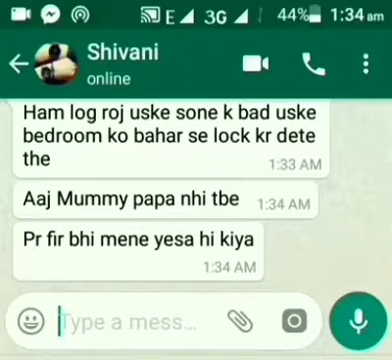 E 3G 44% 1:34 am
Shivani
online
Ham log roj uske sone k bad uske
bedroom ko bahar se lock kr dete
the
1:33 AM
Aaj Mummy papa nhi tbe 1:34 AM
Pr fir bhi mene yesa hi kiya
1:34 AM
Type a mess...